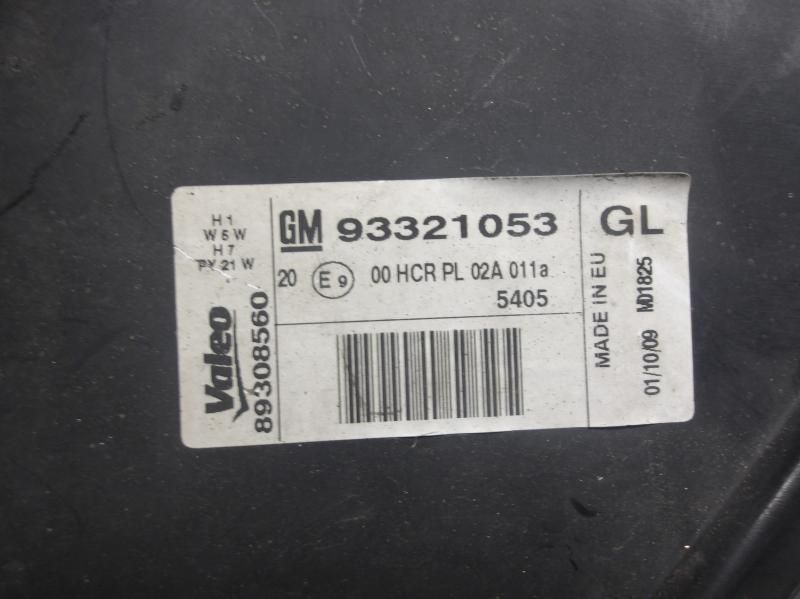 H1
W5W
H7
PY 21 W
Valeo
89308560
GM 93321053
20 E9 00 HCR PL 02A 011a
5405
GL
MADE IN EU
01/10/09 M01825